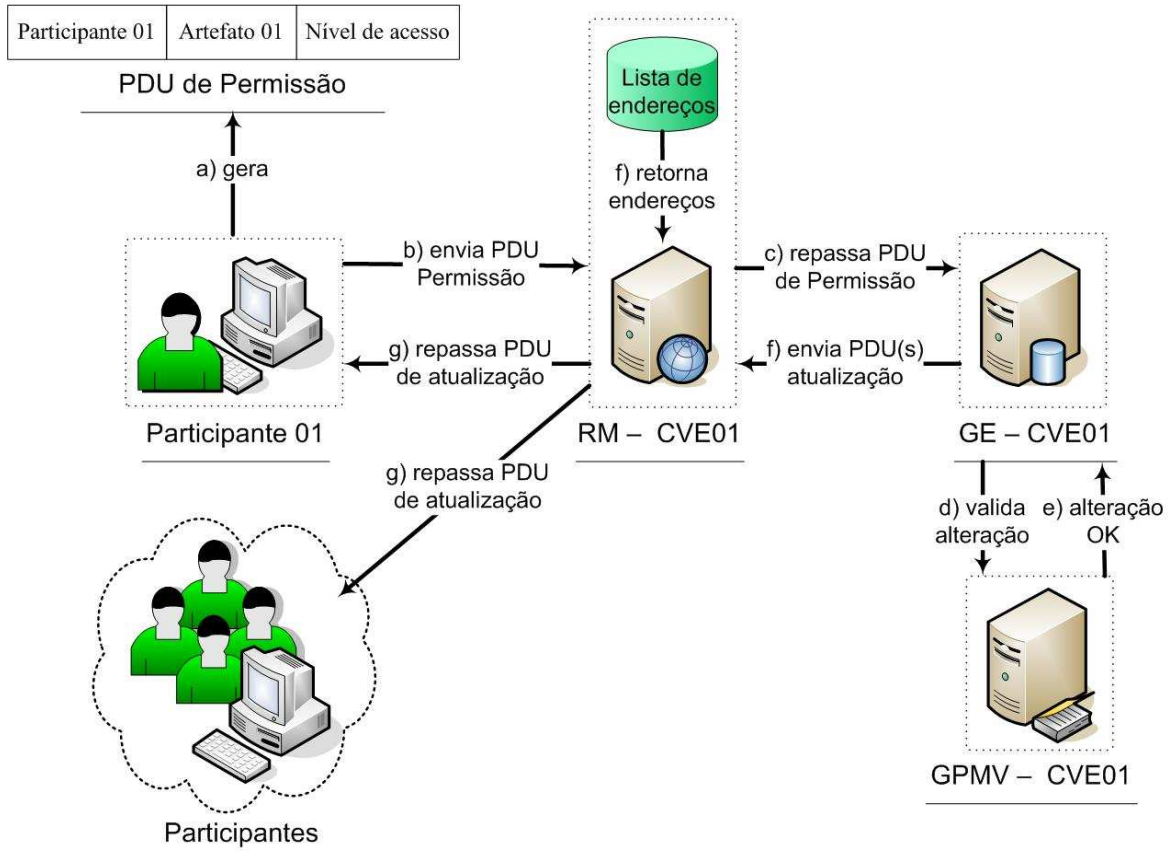 Participante 01 Artefato 01 Nível de acesso
PDU de Permissão
a) gera
Lista de
endereços
f) retorna
endereços
b) envia PDU
Permissão
c) repassa PDU
de Permissão
g) repassa PDU
de atualização
f) envia PDU(s)
atualização
Participante 01
RM – CVE01
GE – CVE01
g) repassa PDU
de atualização
d) valida
alteração
e) alteração
OK
GPMV – CVE01
Participantes